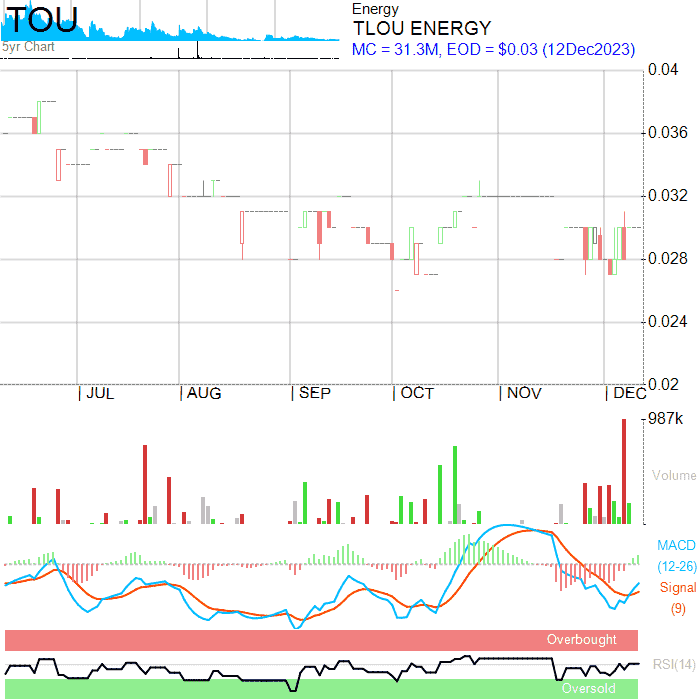 TOU
5yr Chart
Energy
TLOU ENERGY
MC = 31.3M, EOD = $0.03 (12Dec2023)
0.04
0.036
0.032
0.028
0.024
0.02
JUL AUG SEP OCT NOV DEC
987k
Volume
MACD
(12-26)
Signal
(9)
Overbought
RSI(14)
Oversold